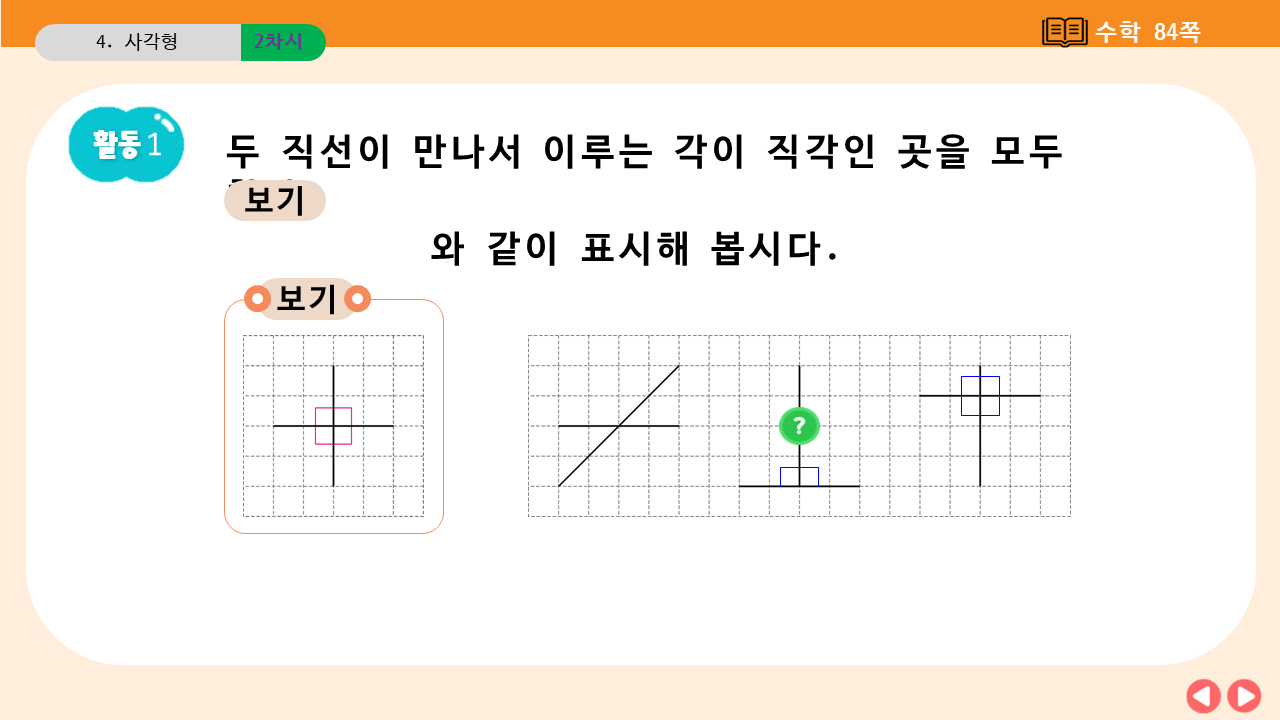 4. 사각형
2차시
수학 84쪽
활동 1
두 직선이 만나서 이루는 각이 직각인 곳을 모두
보기
와 같이 표시해 봅시다.
보기
?